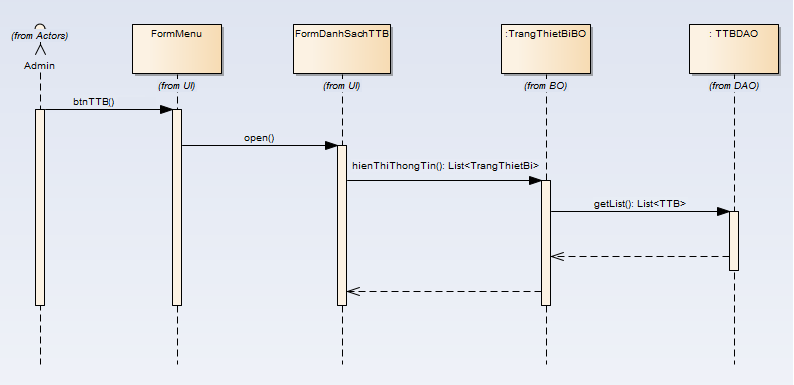 (from Actors)
Admin
FormMenu
(from UI)
FormDanhSachTTB
(from UI)
:TrangThietBiBO
(from BO)
: TTBDAO
(from DAO)
btnTTB()
open()
hienThiThongTin(): List<TrangThietBi>
getList(): List<TTB>